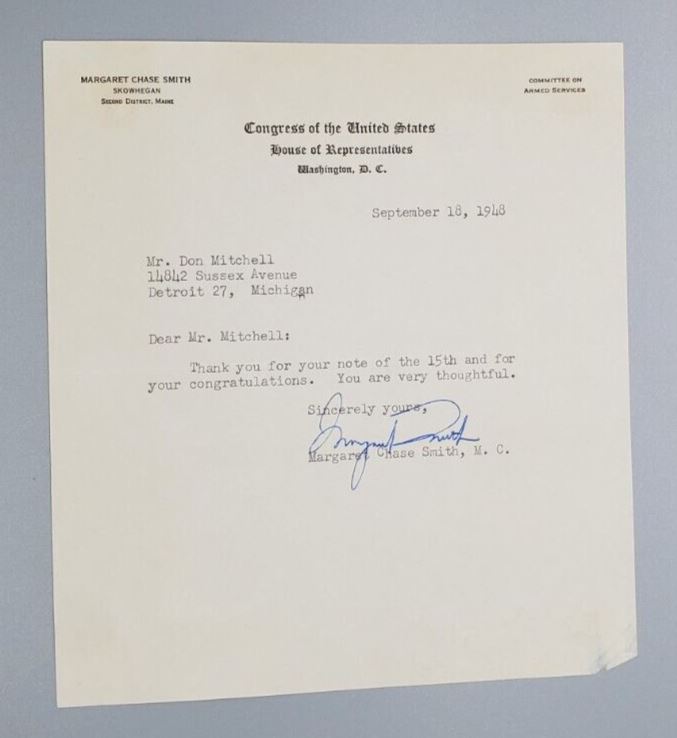 MARGARET CHASE SMITH
SKOWHEGAN
SECOND DISTRICT, MAINE
COMMITTEE ON
ARMED SERVICES
Congress of the United States
House of Representatives
Washington, D. C.
September 18, 1948
Mr. Don Mitchell
14842 Sussex Avenue
Detroit 27, Michigan
Dear Mr. Mitchell:
Thank you for your note of the 15th and for
your congratulations. You are very thoughtful.
Sincerely yours,
Margaret Smith
Margaret Chase Smith, M. C.